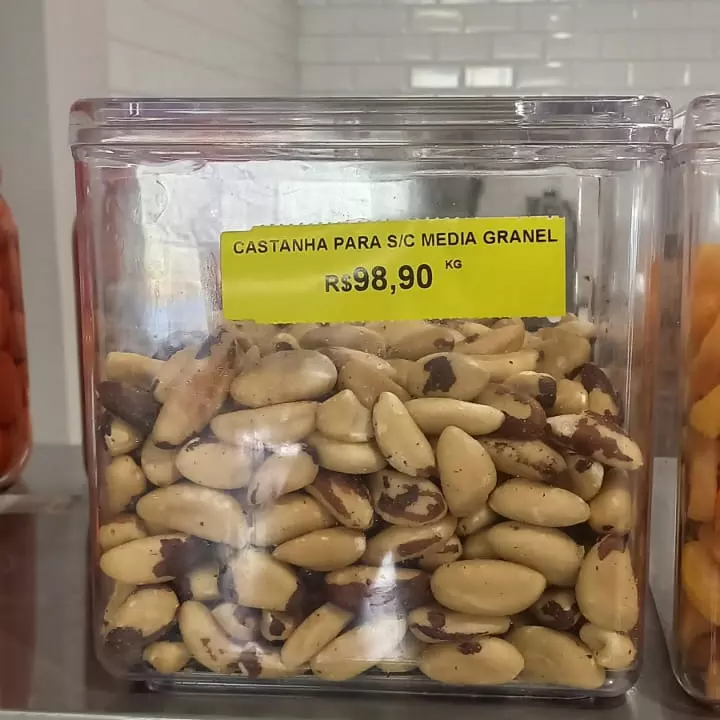 CASTANHA PARA S/C MEDIA GRANEL
R$98,90 KG